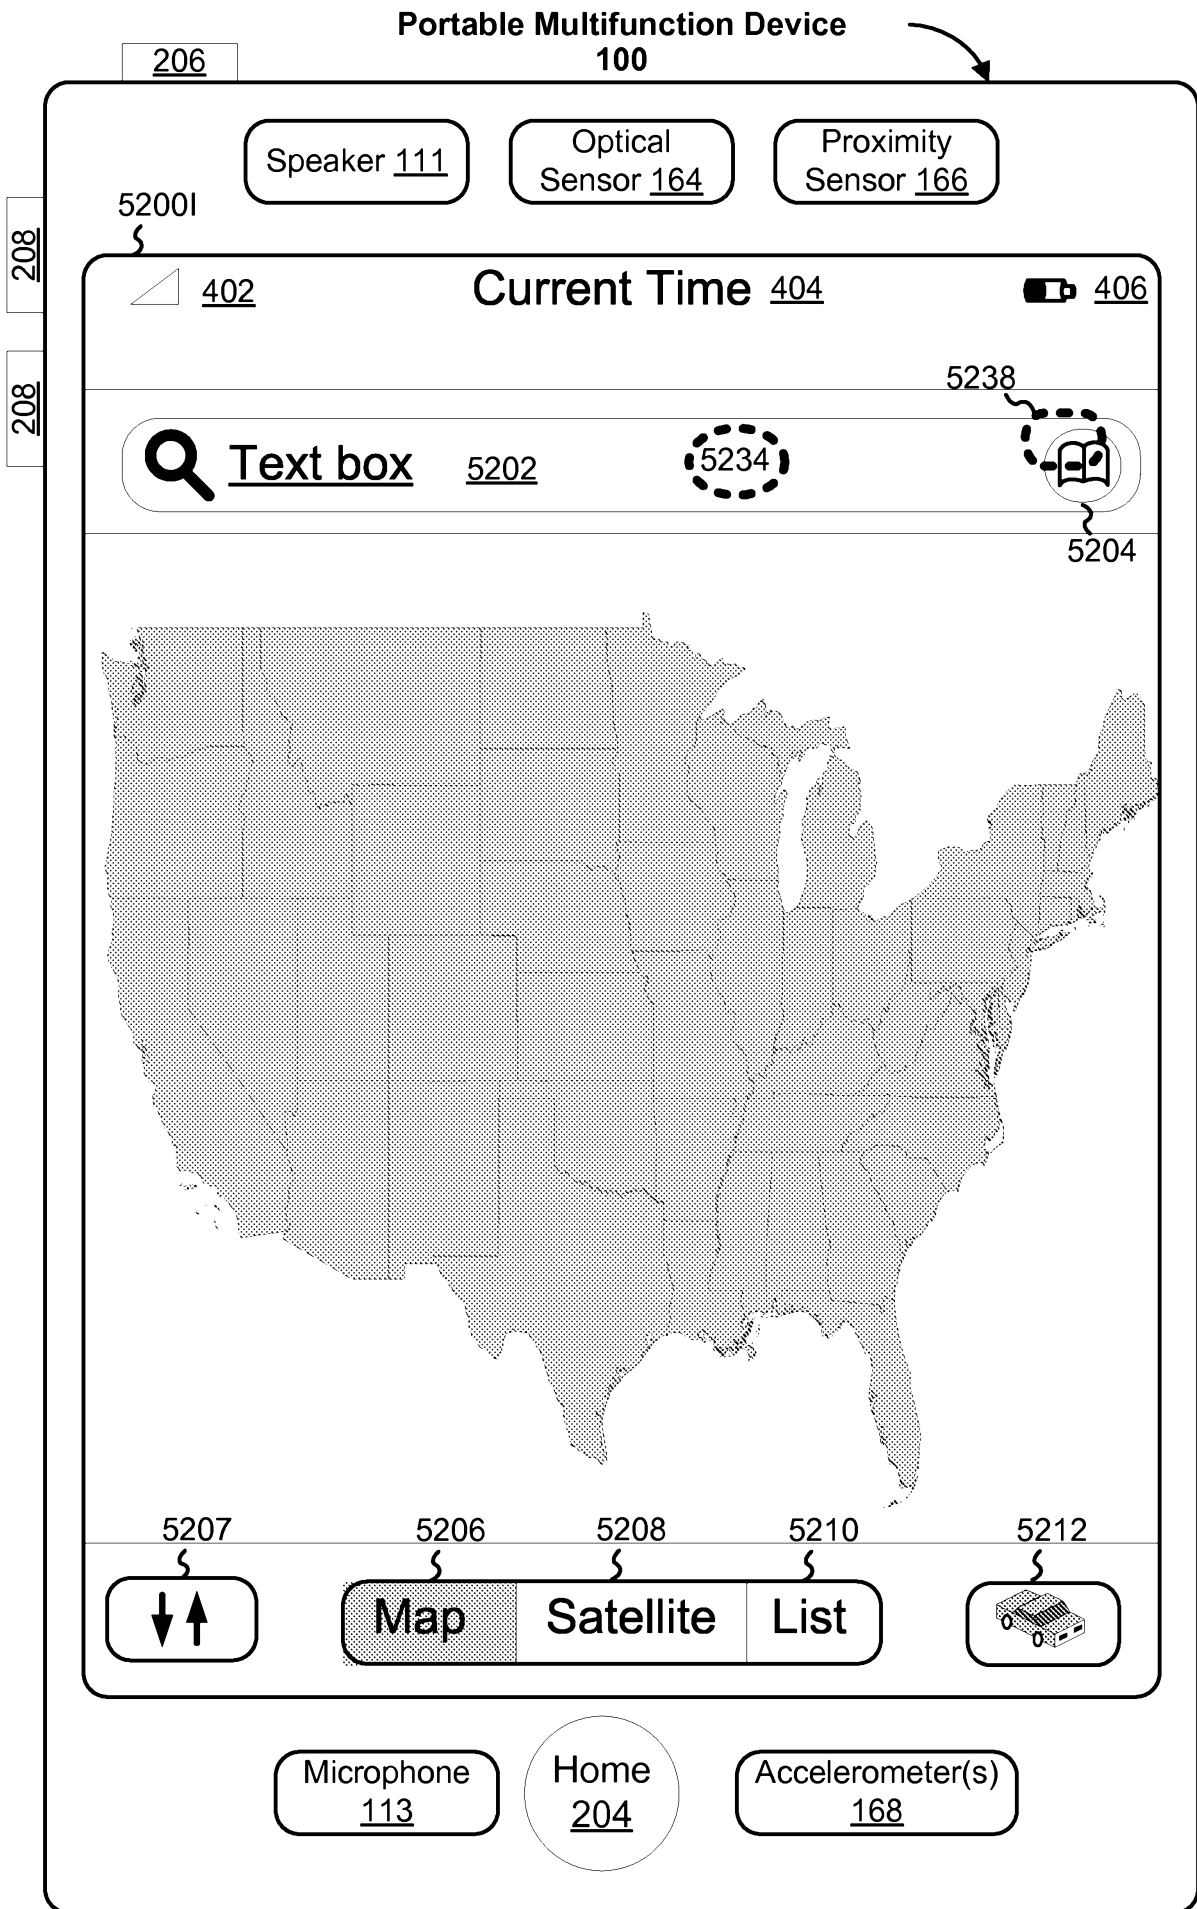 Portable Multifunction Device
100
206
Speaker 111
Optical
Sensor 164
Proximity
Sensor 166
5200I
208
402
Current Time 404
406
208
5238
Text box
5202
5234
5204
5207
5206
5208
5210
5212
Map
Satellite
List
Microphone
113
Home
204
Accelerometer(s)
168